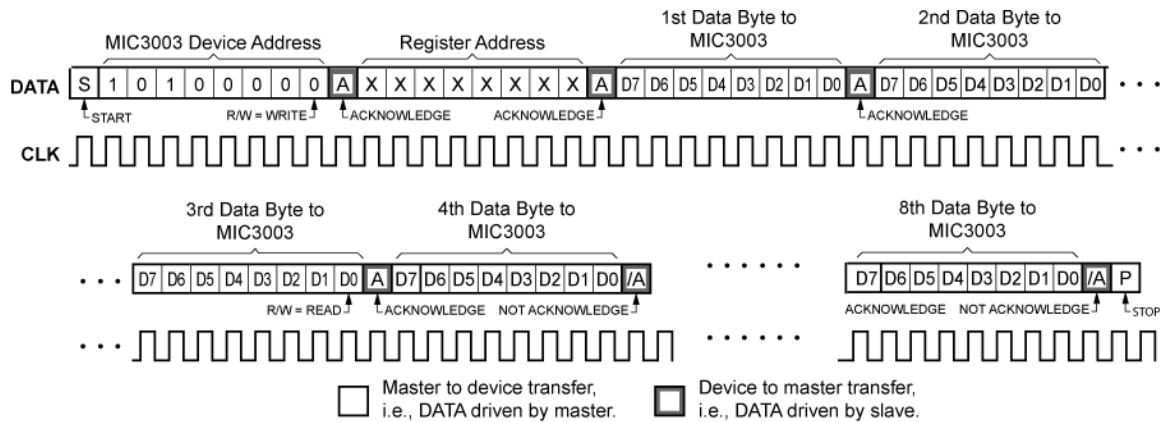 1st Data Byte to 2nd Data Byte to
MIC3003 Device Address Register Address MIC3003 MIC3003
DATA S 1 0 1 0 0 0 0 0 A X X X X X X X X A D7 D6 D5 D4 D3 D2 D1 D0 A D7 D6 D5 D4 D3 D2 D1 D0 • • •
START R/W = WRITE ACKNOWLEDGE ACKNOWLEDGE ACKNOWLEDGE
CLK • • •
3rd Data Byte to 4th Data Byte to 8th Data Byte to
MIC3003 MIC3003 MIC3003
• • • D7 D6 D5 D4 D3 D2 D1 D0 A D7 D6 D5 D4 D3 D2 D1 D0 /A • • • • • • D7 D6 D5 D4 D3 D2 D1 D0 /A P
R/W = READ ACKNOWLEDGE NOT ACKNOWLEDGE ACKNOWLEDGE NOT ACKNOWLEDGE STOP
• • • • • • • • •
Master to device transfer, Device to master transfer,
i.e., DATA driven by master. i.e., DATA driven by slave.